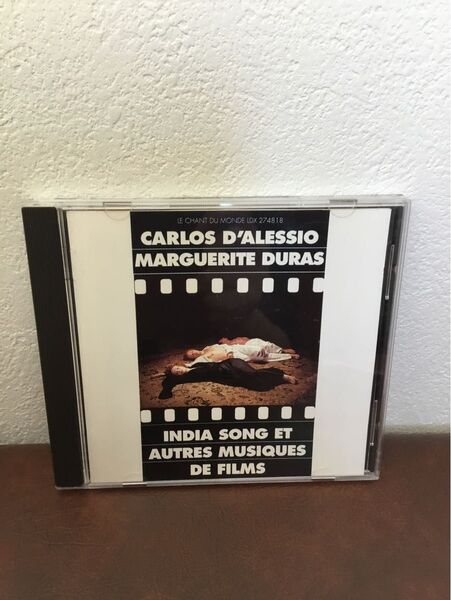 LE CHANT DU MONDE LDX 274818
CARLOS D'ALESSIO
MARGUERITE DURAS
INDIA SONG ET
AUTRES MUSIQUES
DE FILMS